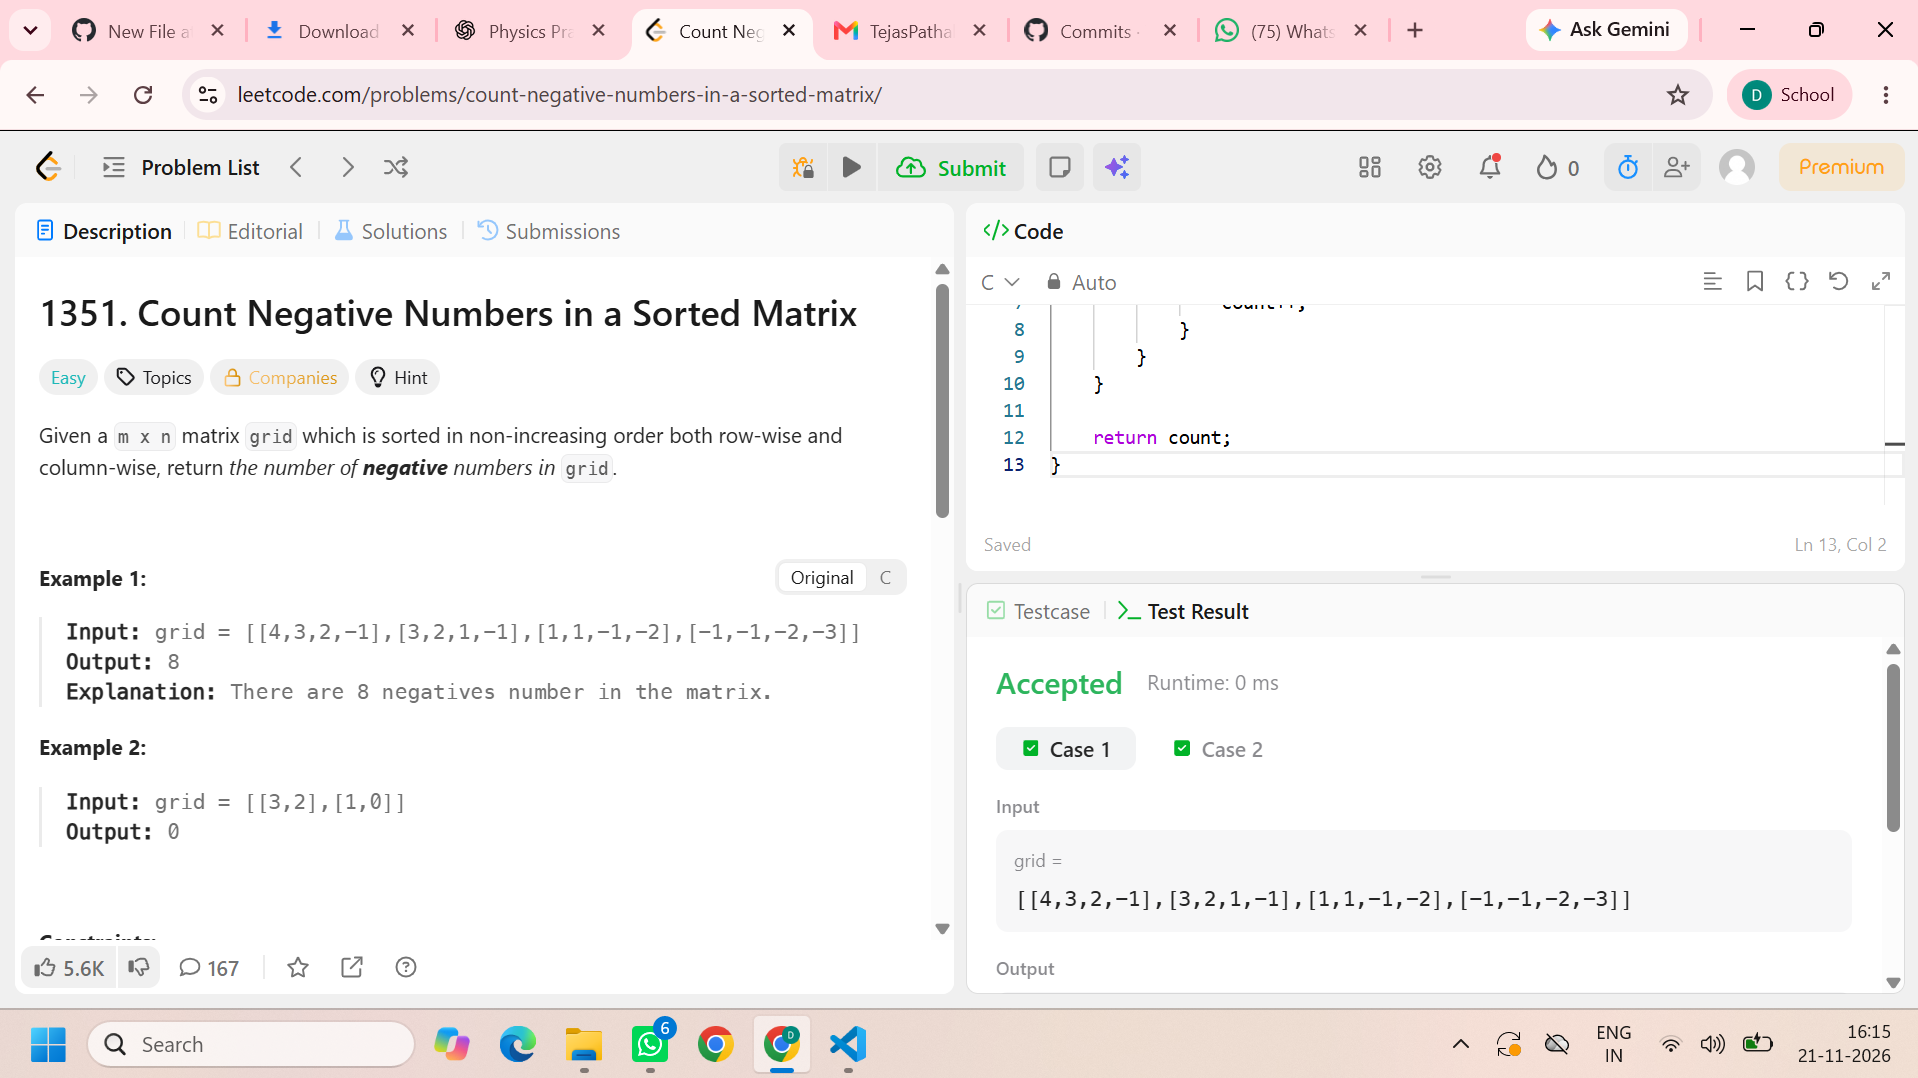 New File a
Download
Physics Pra
Count Neg
TejasPathal
Commits ·
(75) Whats
Ask Gemini
leetcode.com/problems/count-negative-numbers-in-a-sorted-matrix/
D School
Problem List
Submit
0
Premium
Description
Editorial
Solutions
Submissions
1351. Count Negative Numbers in a Sorted Matrix
Easy
Topics
Companies
Hint
Given a m x n matrix grid which is sorted in non-increasing order both row-wise and
column-wise, return the number of negative numbers in grid.
Example 1:
Original C
Input: grid = [[4,3,2,-1],[3,2,1,-1],[1,1,-1,-2],[-1,-1,-2,-3]]
Output: 8
Explanation: There are 8 negatives number in the matrix.
Example 2:
Input: grid = [[3,2],[1,0]]
Output: 0
Constraints:
5.6K
167
</> Code
C
Auto
7 count++;
8 }
9 }
10 }
11
12 return count;
13 }
Saved
Ln 13, Col 2
Testcase
Test Result
Accepted
Runtime: 0 ms
Case 1
Case 2
Input
grid =
[[4,3,2,-1],[3,2,1,-1],[1,1,-1,-2],[-1,-1,-2,-3]]
Output
Search
6
D
ENG
IN
16:15
21-11-2026